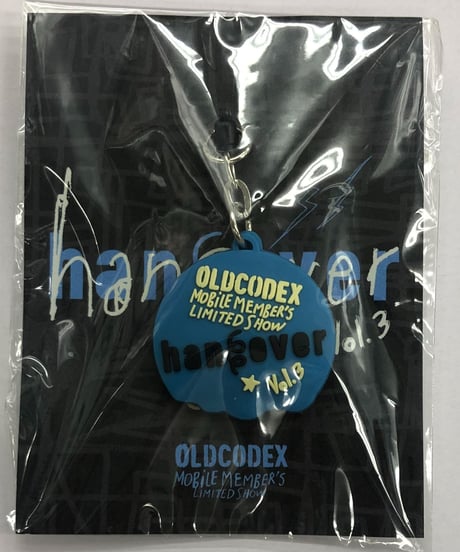 hangover
Vol.3
OLDCODEX
MOBILE MEMBER'S
LIMITED SHOW
hangover
Vol.3
OLDCODEX
MOBILE MEMBER'S
LIMITED SHOW